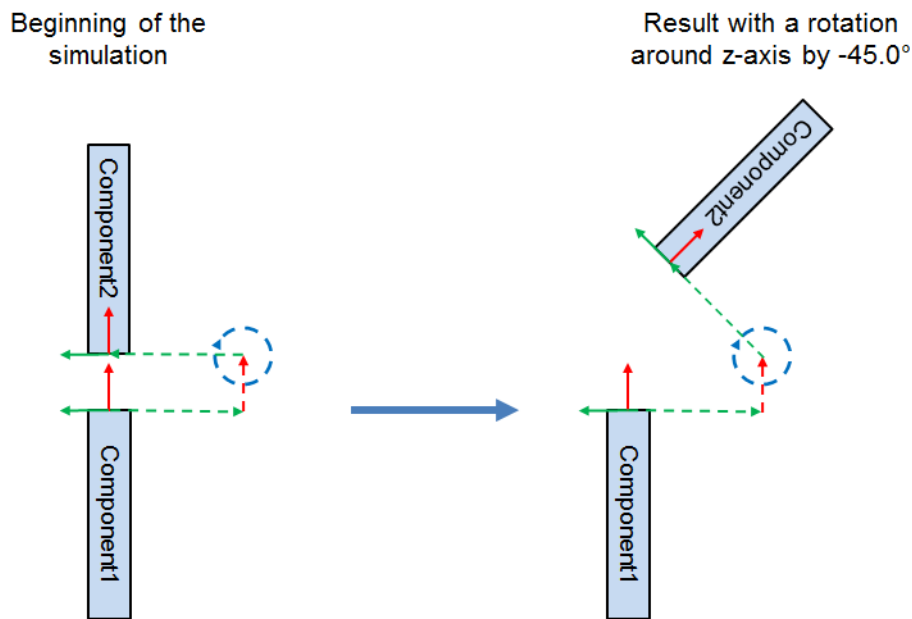 Beginning of the
simulation
Result with a rotation
around z-axis by -45.0°
Component2
Component1
Component2
Component1